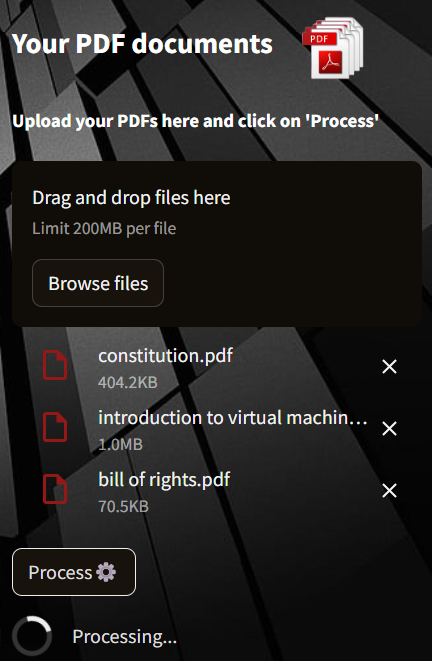 Your PDF documents
PDF
Upload your PDFs here and click on 'Process'
Drag and drop files here
Limit 200MB per file
Browse files
constitution.pdf
404.2KB
introduction to virtual machin...
1.0MB
bill of rights.pdf
70.5KB
Process
Processing...